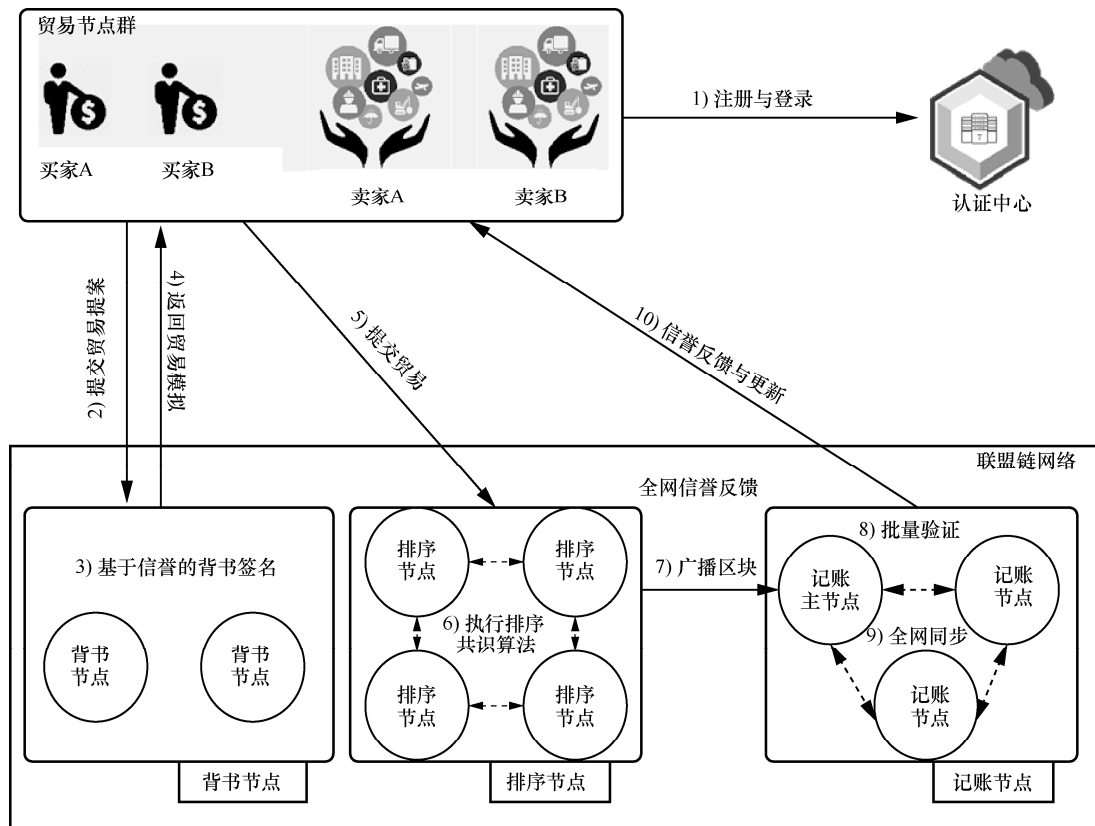 贸易节点群
买家A
买家B
卖家A
卖家B
1) 注册与登录
T
认证中心
2) 提交贸易提案
4) 返回贸易模拟
5) 提交贸易
10) 信誉反馈与更新
联盟链网络
全网信誉反馈
3) 基于信誉的背书签名
背书
节点
背书
节点
背书节点
排序
节点
排序
节点
6) 执行排序
共识算法
排序
节点
排序
节点
排序节点
7) 广播区块
8) 批量验证
记账
主节点
记账
节点
9) 全网同步
记账
节点
记账节点